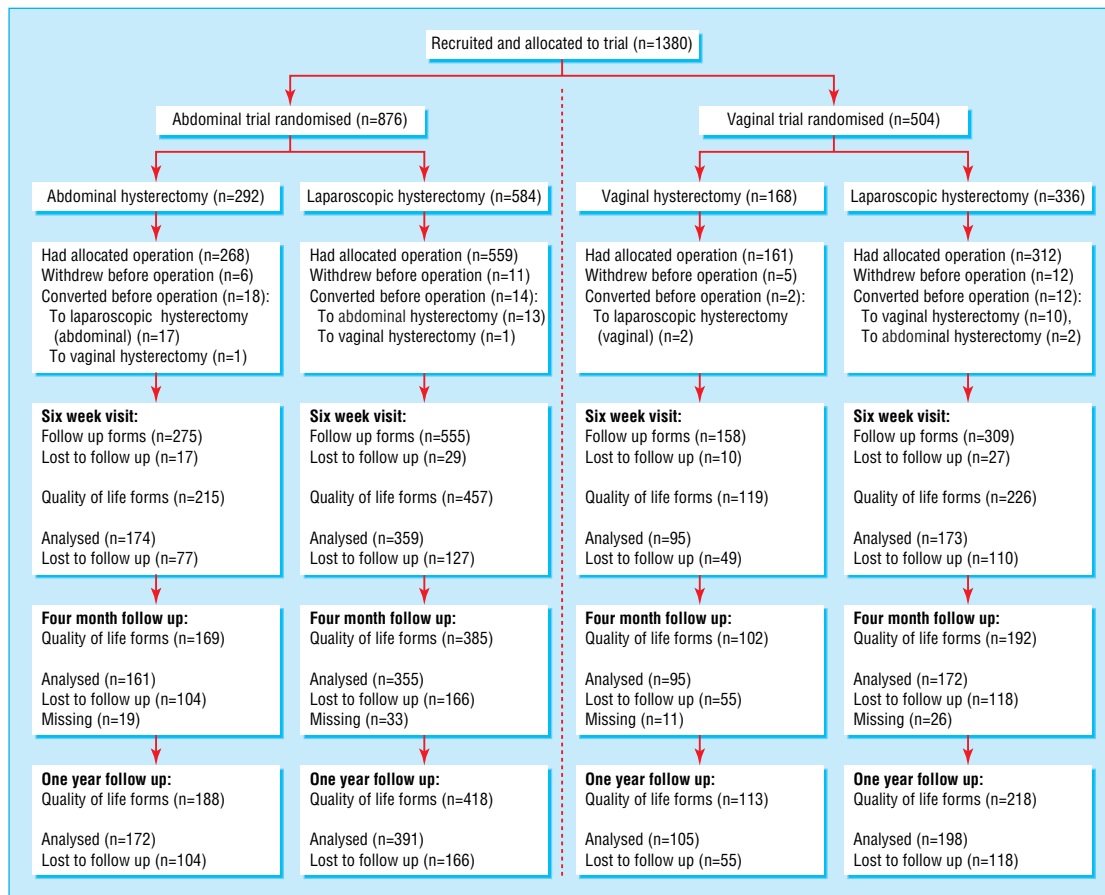 Recruited and allocated to trial (n=1380)
Abdominal trial randomised (n=876)
Vaginal trial randomised (n=504)
Abdominal hysterectomy (n=292)
Laparoscopic hysterectomy (n=584)
Vaginal hysterectomy (n=168)
Laparoscopic hysterectomy (n=336)
Had allocated operation (n=268)
Withdrew before operation (n=6)
Converted before operation (n=18):
To laparoscopic hysterectomy
(abdominal) (n=17)
To vaginal hysterectomy (n=1)
Had allocated operation (n=559)
Withdrew before operation (n=11)
Converted before operation (n=14):
To abdominal hysterectomy (n=13)
To vaginal hysterectomy (n=1)
Had allocated operation (n=161)
Withdrew before operation (n=5)
Converted before operation (n=2):
To laparoscopic hysterectomy
(vaginal) (n=2)
Had allocated operation (n=312)
Withdrew before operation (n=12)
Converted before operation (n=12):
To vaginal hysterectomy (n=10),
To abdominal hysterectomy (n=2)
Six week visit:
Follow up forms (n=275)
Lost to follow up (n=17)
Quality of life forms (n=215)
Analysed (n=174)
Lost to follow up (n=77)
Six week visit:
Follow up forms (n=555)
Lost to follow up (n=29)
Quality of life forms (n=457)
Analysed (n=359)
Lost to follow up (n=127)
Six week visit:
Follow up forms (n=158)
Lost to follow up (n=10)
Quality of life forms (n=119)
Analysed (n=95)
Lost to follow up (n=49)
Six week visit:
Follow up forms (n=309)
Lost to follow up (n=27)
Quality of life forms (n=226)
Analysed (n=173)
Lost to follow up (n=110)
Four month follow up:
Quality of life forms (n=169)
Analysed (n=161)
Lost to follow up (n=104)
Missing (n=19)
Four month follow up:
Quality of life forms (n=385)
Analysed (n=355)
Lost to follow up (n=166)
Missing (n=33)
Four month follow up:
Quality of life forms (n=102)
Analysed (n=95)
Lost to follow up (n=55)
Missing (n=11)
Four month follow up:
Quality of life forms (n=192)
Analysed (n=172)
Lost to follow up (n=118)
Missing (n=26)
One year follow up:
Quality of life forms (n=188)
Analysed (n=172)
Lost to follow up (n=104)
One year follow up:
Quality of life forms (n=418)
Analysed (n=391)
Lost to follow up (n=166)
One year follow up:
Quality of life forms (n=113)
Analysed (n=105)
Lost to follow up (n=55)
One year follow up:
Quality of life forms (n=218)
Analysed (n=198)
Lost to follow up (n=118)